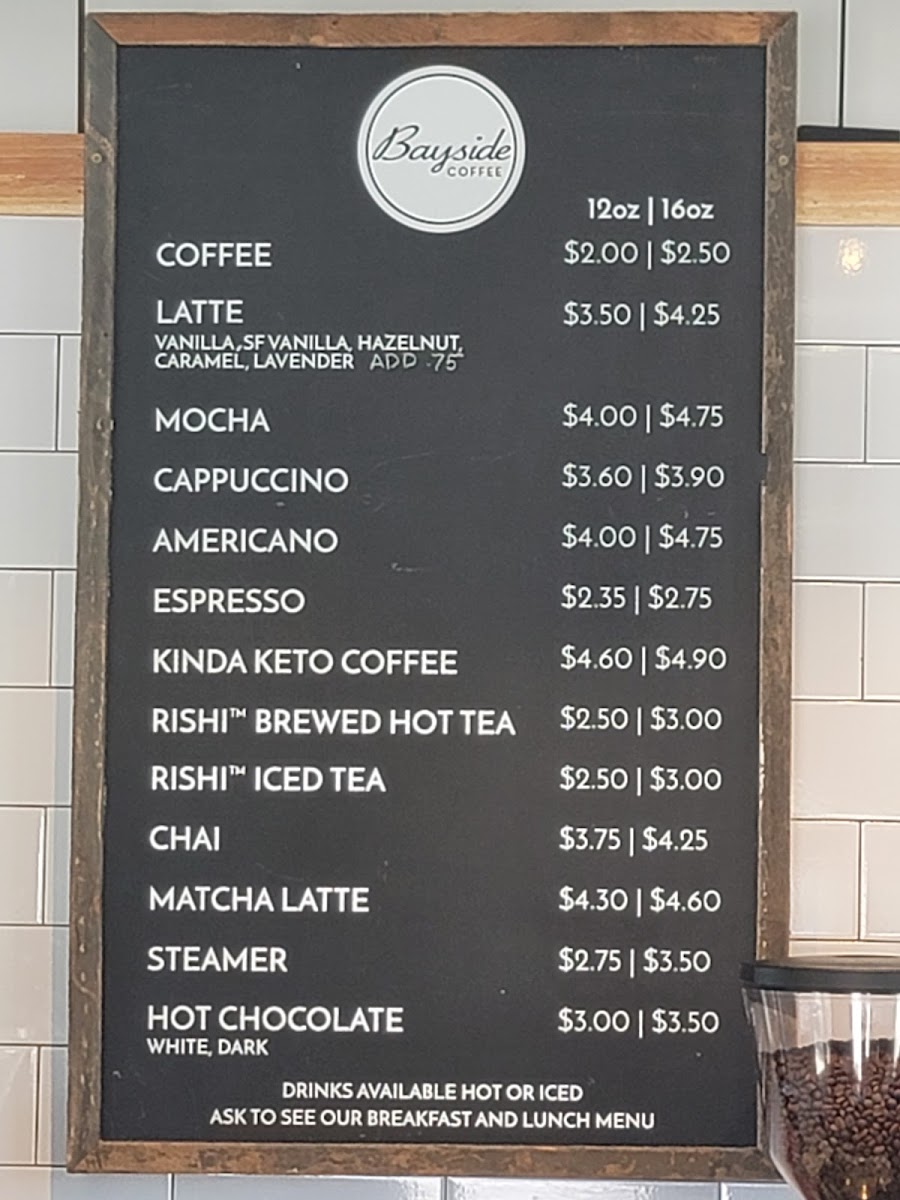 Bayside
COFFEE
12oz | 16oz
COFFEE $2.00 | $2.50
LATTE $3.50 | $4.25
VANILLA, SF VANILLA, HAZELNUT,
CARAMEL, LAVENDER ADD .75
MOCHA $4.00 | $4.75
CAPPUCCINO $3.60 | $3.90
AMERICANO $4.00 | $4.75
ESPRESSO $2.35 | $2.75
KINDA KETO COFFEE $4.60 | $4.90
RISHI™ BREWED HOT TEA $2.50 | $3.00
RISHI™ ICED TEA $2.50 | $3.00
CHAI $3.75 | $4.25
MATCHA LATTE $4.30 | $4.60
STEAMER $2.75 | $3.50
HOT CHOCOLATE $3.00 | $3.50
WHITE, DARK
DRINKS AVAILABLE HOT OR ICED
ASK TO SEE OUR BREAKFAST AND LUNCH MENU